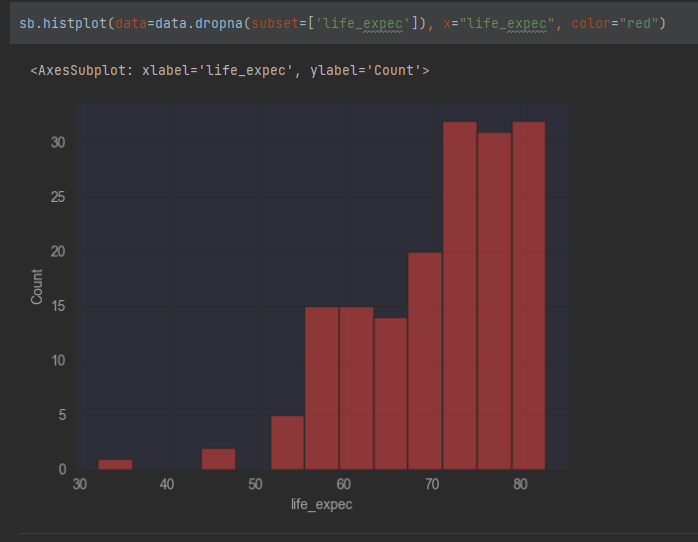 sb.histplot(data=data.dropna(subset=['life_expec']), x="life_expec", color="red")
<AxesSubplot: xlabel='life_expec', ylabel='Count'>
30
25
20
15
10
5
0
Count
30 40 50 60 70 80
life_expec